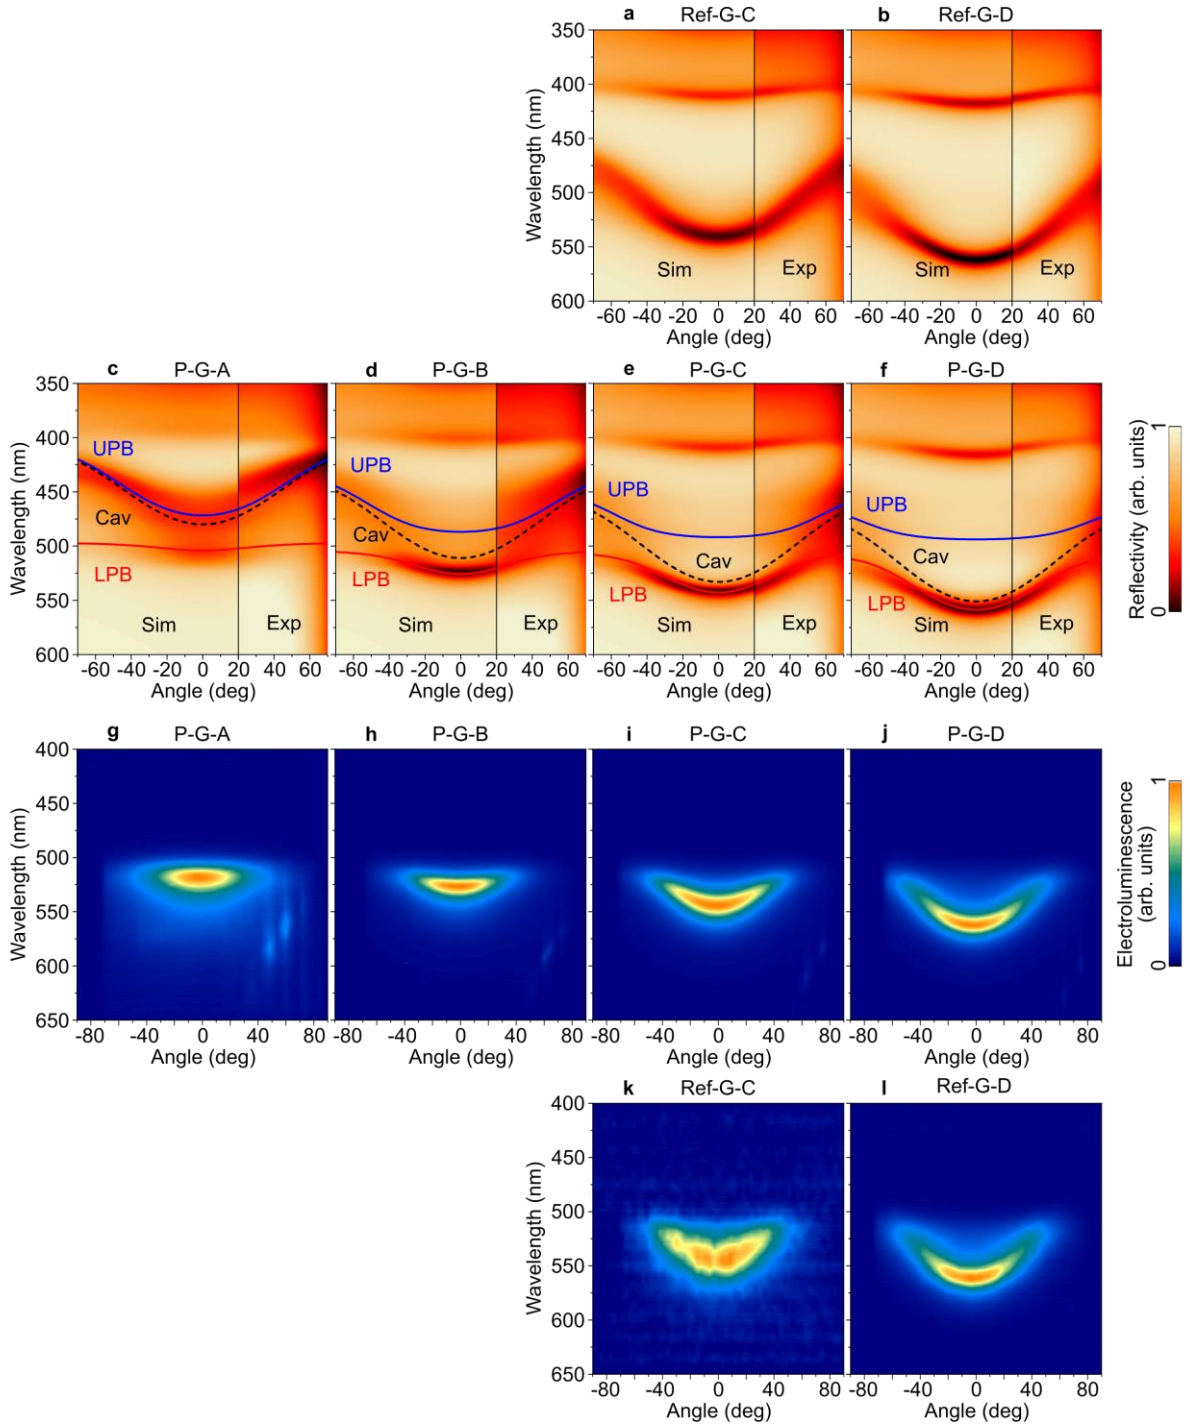 a Ref-G-C
b Ref-G-D
350
400
450
500
550
600
Wavelength (nm)
Sim
Exp
Sim
Exp
-60 -40 -20 0 20 40 60
-60 -40 -20 0 20 40 60
Angle (deg)
Angle (deg)
c P-G-A
d P-G-B
e P-G-C
f P-G-D
350
400
450
500
550
600
Wavelength (nm)
UPB
Cav
LPB
Sim
Exp
UPB
Cav
LPB
Sim
Exp
UPB
Cav
LPB
Sim
Exp
UPB
Cav
LPB
Sim
Exp
-60 -40 -20 0 20 40 60
-60 -40 -20 0 20 40 60
-60 -40 -20 0 20 40 60
-60 -40 -20 0 20 40 60
Angle (deg)
Angle (deg)
Angle (deg)
Angle (deg)
Reflectivity (arb. units)
1
0
g P-G-A
h P-G-B
i P-G-C
j P-G-D
400
450
500
550
600
650
Wavelength (nm)
-80 -40 0 40 80
-80 -40 0 40 80
-80 -40 0 40 80
-80 -40 0 40 80
Angle (deg)
Angle (deg)
Angle (deg)
Angle (deg)
Electroluminescence
(arb. units)
1
0
k Ref-G-C
l Ref-G-D
400
450
500
550
600
650
Wavelength (nm)
-80 -40 0 40 80
-80 -40 0 40 80
Angle (deg)
Angle (deg)